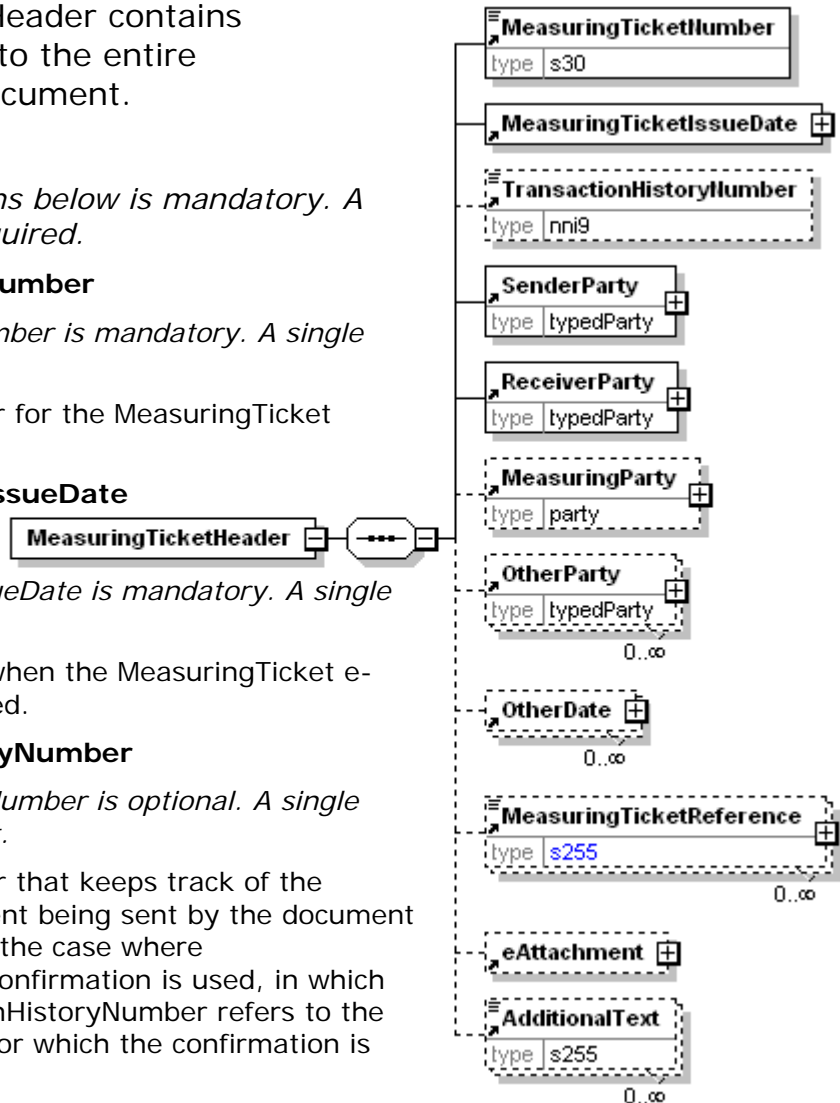 Header contains
to the entire
cument.
ns below is mandatory. A
uired.
umber
mber is mandatory. A single
r for the MeasuringTicket
ssueDate
ueDate is mandatory. A single
when the MeasuringTicket e-
ed.
yNumber
Number is optional. A single
r that keeps track of the
ent being sent by the document
the case where
onfirmation is used, in which
nHistoryNumber refers to the
or which the confirmation is
MeasuringTicketHeader
MeasuringTicketNumber
type s30
MeasuringTicketIssueDate
TransactionHistoryNumber
type nni9
SenderParty
type typedParty
ReceiverParty
type typedParty
MeasuringParty
type party
OtherParty
type typedParty
0..∞
OtherDate
0..∞
MeasuringTicketReference
type s255
0..∞
eAttachment
AdditionalText
type s255
0..∞